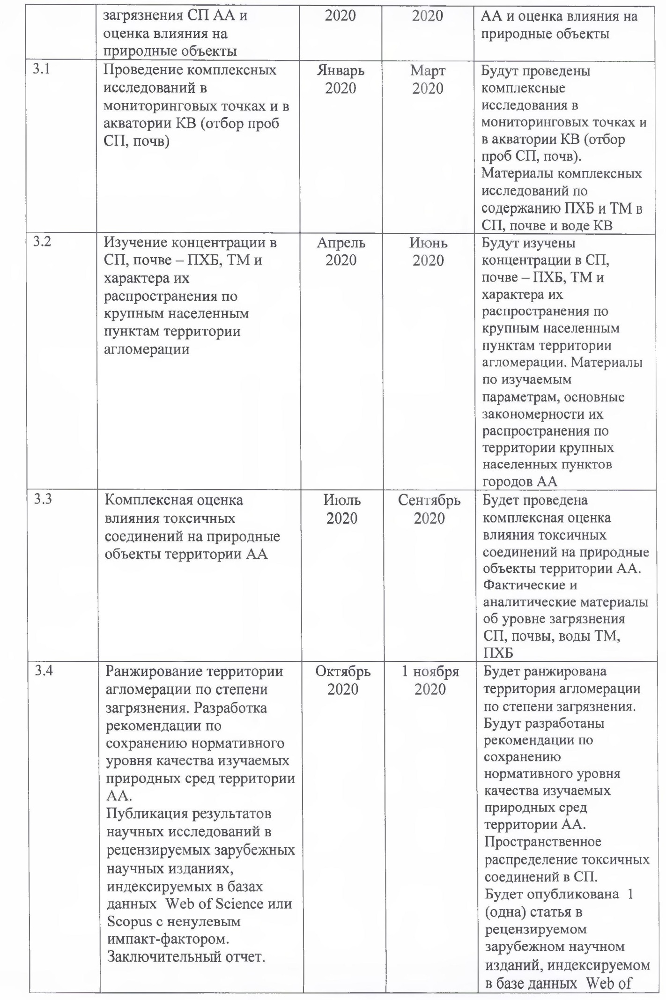 загрязнения СП АА и
оценка влияния на
природные объекты
2020
2020
АА и оценка влияния на
природные объекты
3.1
Проведение комплексных
исследований в
мониторинговых точках и в
акватории КВ (отбор проб
СП, почв)
Январь
2020
Март
2020
Будут проведены
комплексные
исследования в
мониторинговых точках и
в акватории КВ (отбор
проб СП, почв).
Материалы комплексных
исследований по
содержанию ПХБ и ТМ в
СП, почве и воде КВ
3.2
Изучение концентрации в
СП, почве – ПХБ, ТМ и
характера их
распространения по
крупным населенным
пунктам территории
агломерации
Апрель
2020
Июнь
2020
Будут изучены
концентрации в СП,
почве – ПХБ, ТМ и
характера их
распространения по
крупным населенным
пунктам территории
агломерации. Материалы
по изучаемым
параметрам, основные
закономерности их
распространения по
территории крупных
населенных пунктов
городов АА
3.3
Комплексная оценка
влияния токсичных
соединений на природные
объекты территории АА
Июль
2020
Сентябрь
2020
Будет проведена
комплексная оценка
влияния токсичных
соединений на природные
объекты территории АА.
Фактические и
аналитические материалы
об уровне загрязнения
СП, почвы, воды ТМ,
ПХБ
3.4
Ранжирование территории
агломерации по степени
загрязнения. Разработка
рекомендации по
сохранению нормативного
уровня качества изучаемых
природных сред территории
АА.
Публикация результатов
научных исследований в
рецензируемых зарубежных
научных изданиях,
индексируемых в базах
данных  Web of Science или
Scopus с ненулевым
импакт-фактором.
Заключительный отчет.
Октябрь
2020
1 ноября
2020
Будет ранжирована
территория агломерации
по степени загрязнения.
Будут разработаны
рекомендации по
сохранению
нормативного уровня
качества изучаемых
природных сред
территории АА.
Пространственное
распределение токсичных
соединений в СП.
Будет опубликована  1
(одна) статья в
рецензируемом
зарубежном научном
изданий, индексируемом
в базе данных  Web of